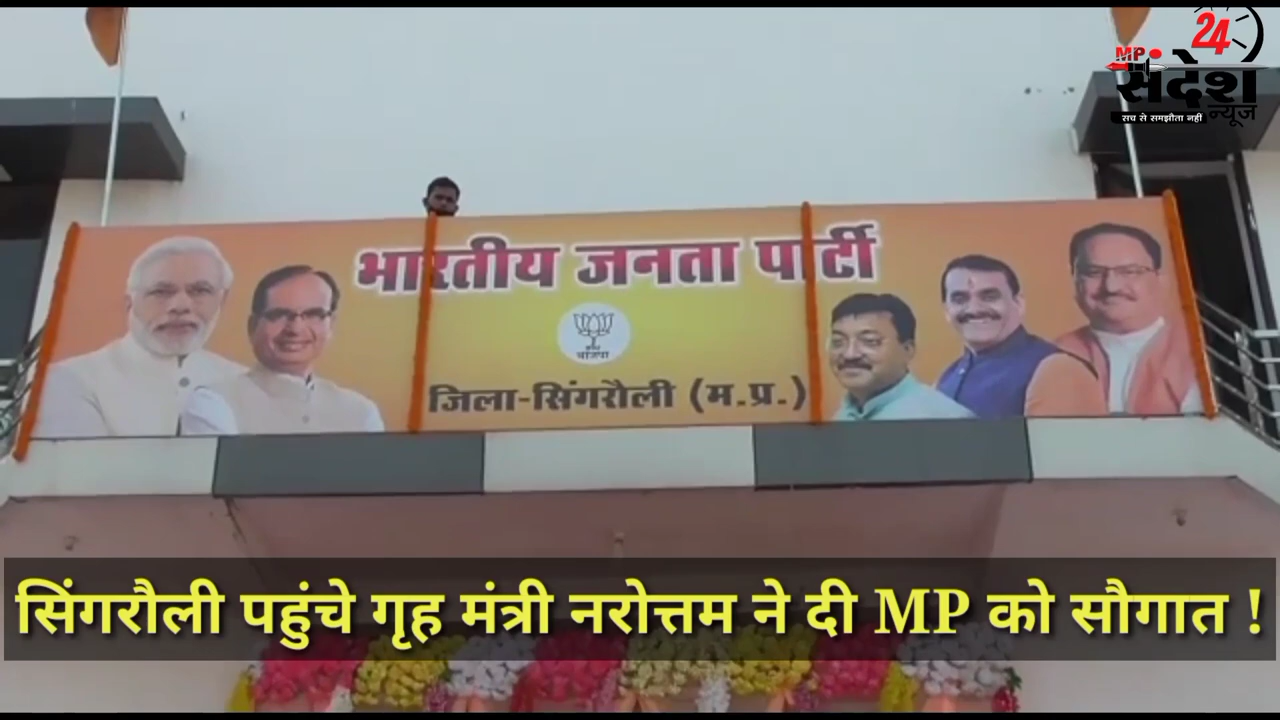 24
MP
संदेश
न्यूज
सच से समझौता नहीं
भारतीय जनता पार्टी
भाजपा
जिला-सिंगरौली (म.प्र.)
सिंगरौली पहुंचे गृह मंत्री नरोत्तम ने दी MP को सौगात !